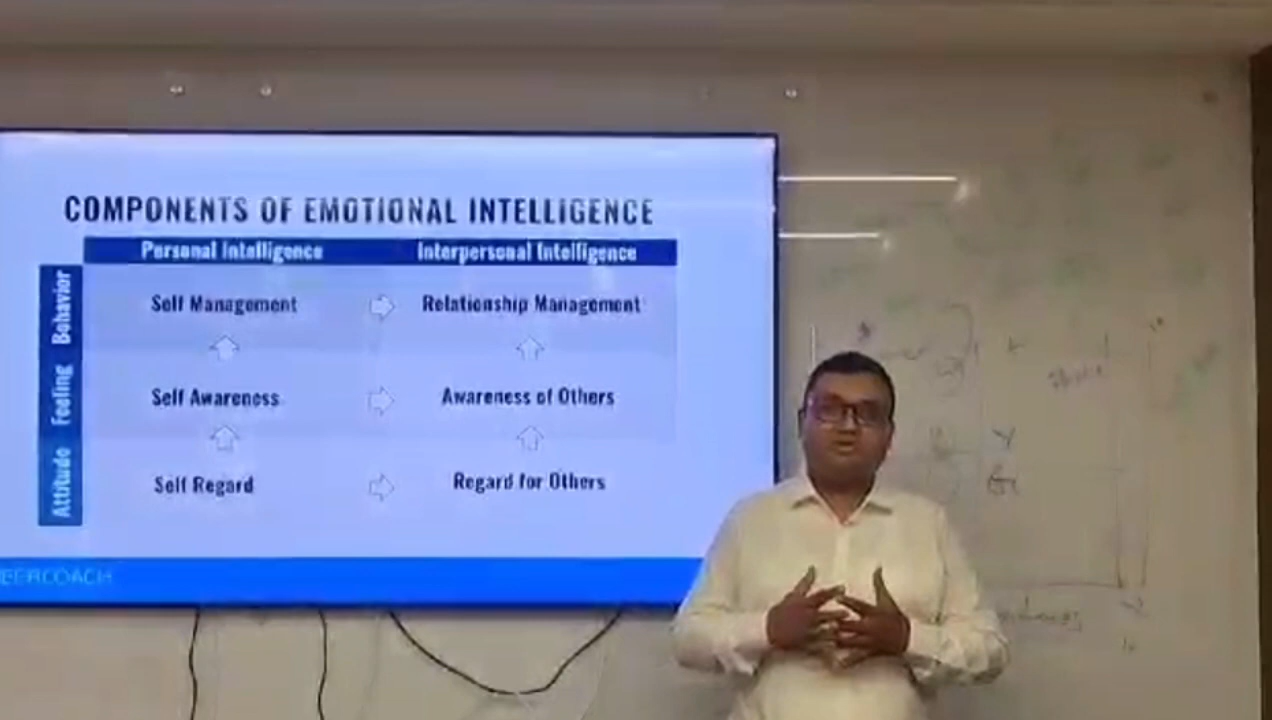 COMPONENTS OF EMOTIONAL INTELLIGENCE
Personal Intelligence Interpersonal Intelligence
Behavior
Self Management Relationship Management
Feeling
Self Awareness Awareness of Others
Attitude
Self Regard Regard for Others
EERCOACH